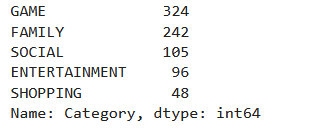 GAME 324
FAMILY 242
SOCIAL 105
ENTERTAINMENT 96
SHOPPING 48
Name: Category, dtype: int64